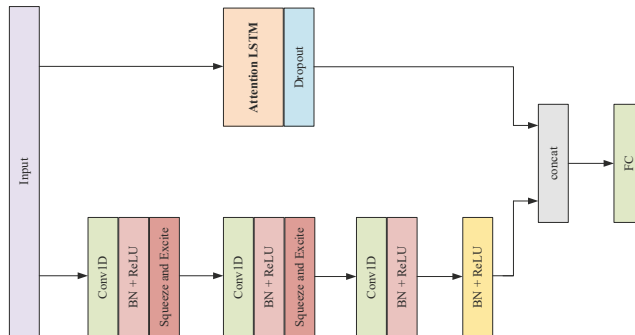 Input
Attention LSTM
Dropout
Conv1D
BN + ReLU
Squeeze and Excite
Conv1D
BN + ReLU
Squeeze and Excite
Conv1D
BN + ReLU
BN + ReLU
concat
FC